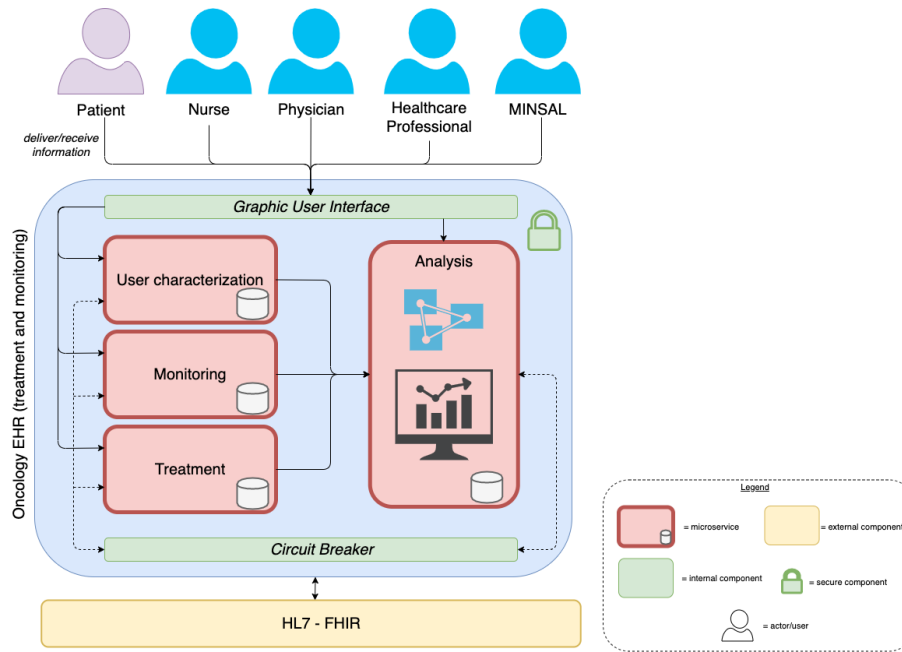 Patient
Nurse
Physician
Healthcare
Professional
MINSAL
deliver/receive
information
Oncology EHR (treatment and monitoring)
Graphic User Interface
User characterization
Analysis
Monitoring
Treatment
Circuit Breaker
HL7 - FHIR
Legend
= microservice
= external component
= internal component
= secure component
= actor/user